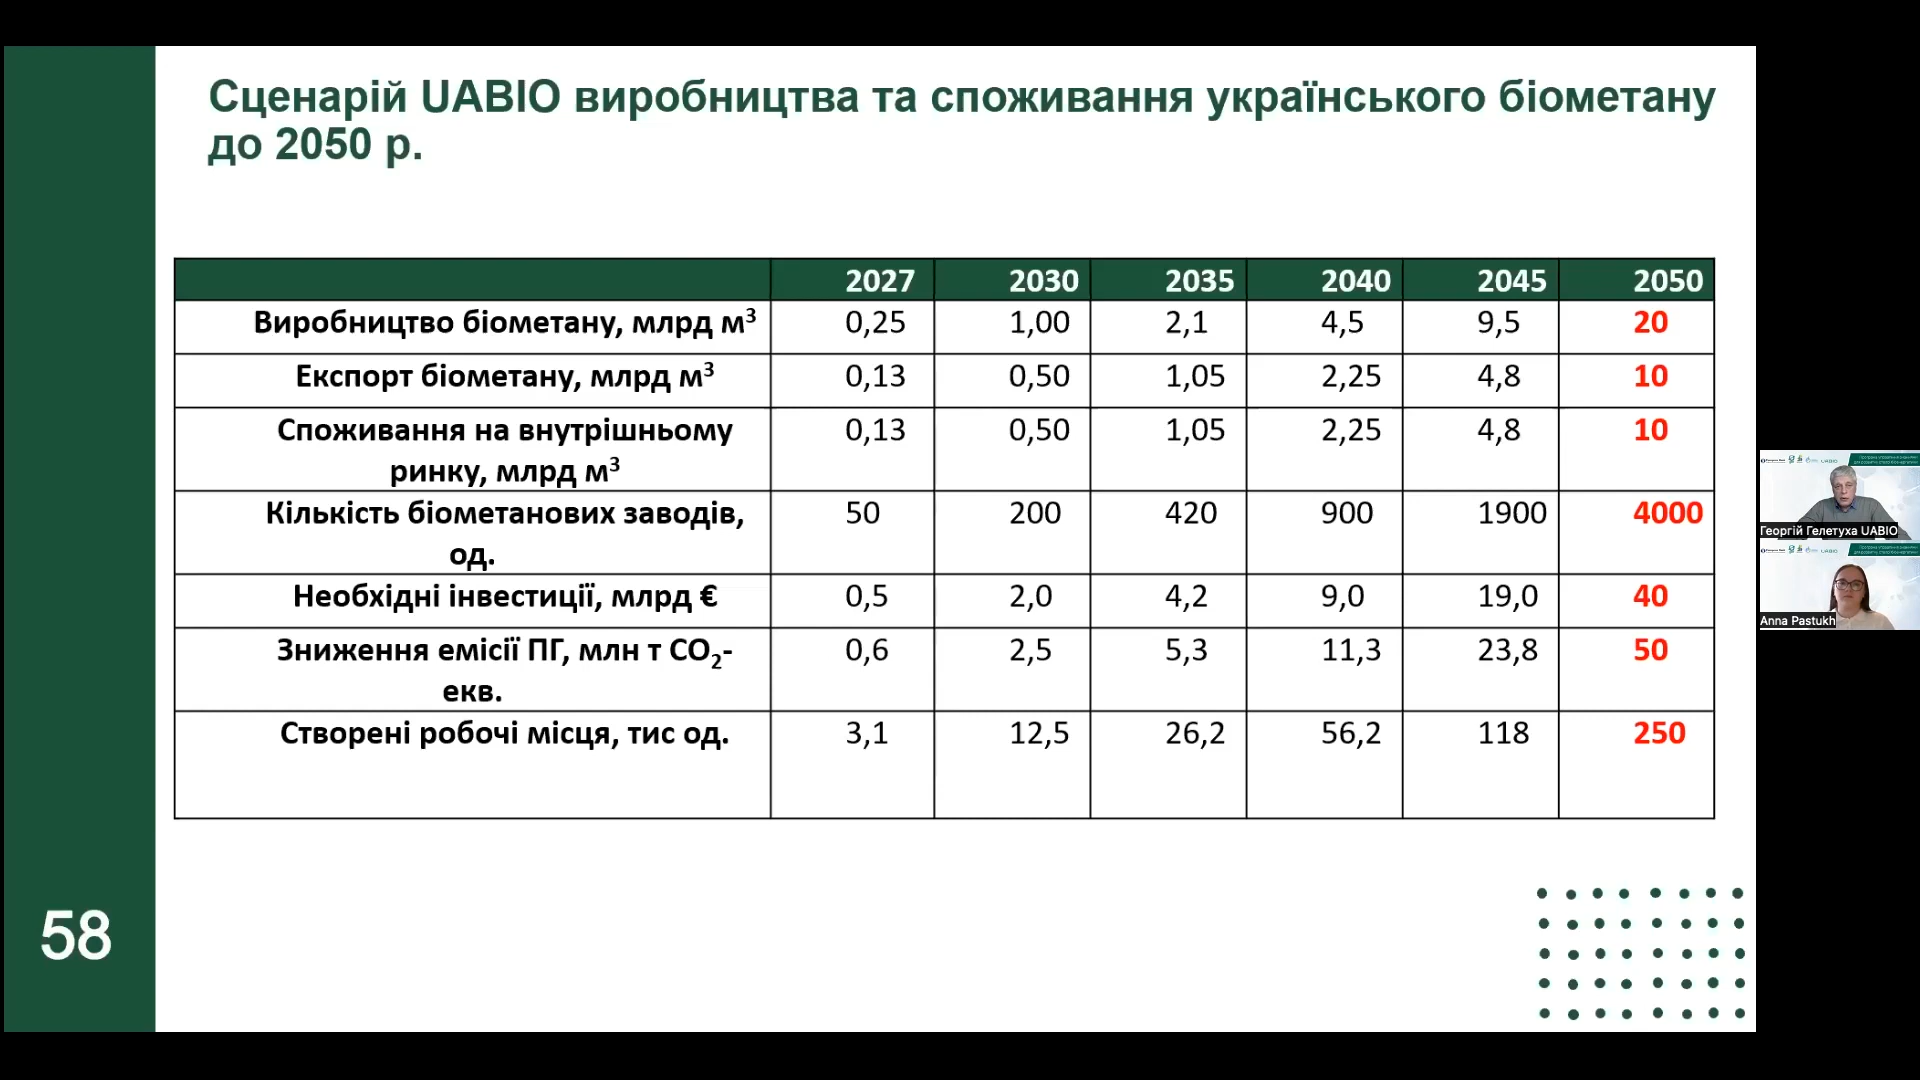 Сценарій UABIO виробництва та споживання українського біометану
до 2050 р.
2027 2030 2035 2040 2045 2050
Виробництво біометану, млрд м³ 0,25 1,00 2,1 4,5 9,5 20
Експорт біометану, млрд м³ 0,13 0,50 1,05 2,25 4,8 10
Споживання на внутрішньому
ринку, млрд м³ 0,13 0,50 1,05 2,25 4,8 10
Кількість біометанових заводів,
од. 50 200 420 900 1900 4000
Необхідні інвестиції, млрд € 0,5 2,0 4,2 9,0 19,0 40
Зниження емісії ПГ, млн т CO₂-
екв. 0,6 2,5 5,3 11,3 23,8 50
Створені робочі місця, тис од. 3,1 12,5 26,2 56,2 118 250
58
Георгій Гелетуха UABIO
Anna Pastukh